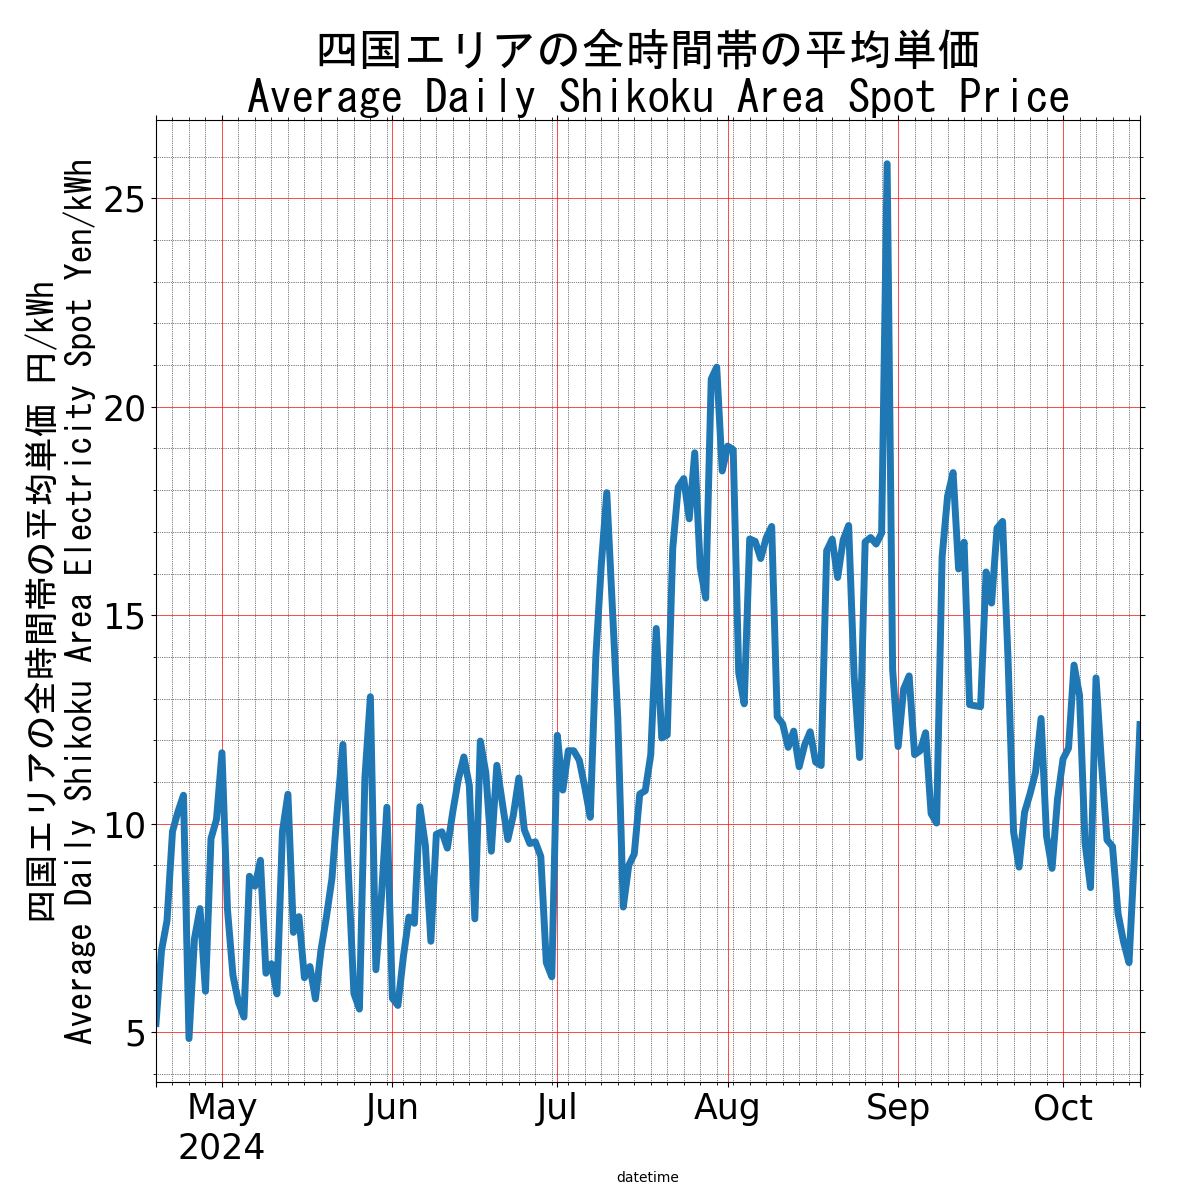 四国エリアの全時間帯の平均単価
Average Daily Shikoku Area Spot Price
四国エリアの全時間帯の平均単価 円/kWh
Average Daily Shikoku Area Electricity Spot Yen/kWh
25
20
15
10
5
May Jun Jul Aug Sep Oct
2024
datetime